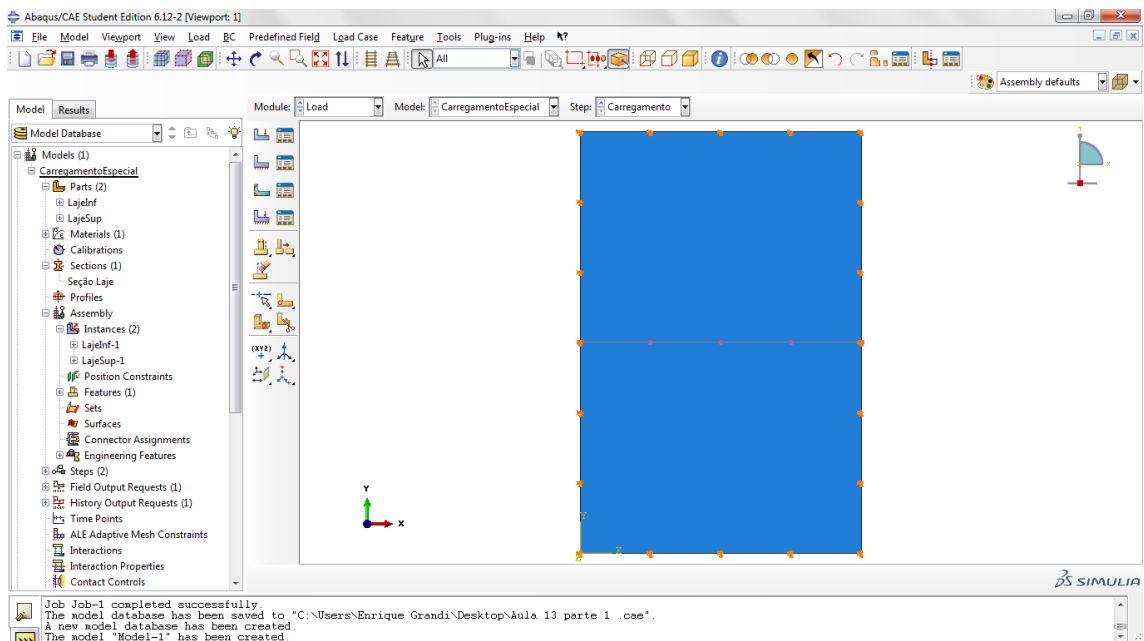 Abaqus/CAE Student Edition 6.12-2 [Viewport: 1]
File Model Viewport View Load BC Predefined Field Load Case Feature Tools Plug-ins Help
All
Assembly defaults
Model Results
Module: Load Model: CarregamentoEspecial Step: Carregamento
Model Database
Models (1)
CarregamentoEspecial
Parts (2)
LajeInf
LajeSup
Materials (1)
Calibrations
Sections (1)
Seção Laje
Profiles
Assembly
Instances (2)
LajeInf-1
LajeSup-1
Position Constraints
Features (1)
Sets
Surfaces
Connector Assignments
Engineering Features
Steps (2)
Field Output Requests (1)
History Output Requests (1)
Time Points
ALE Adaptive Mesh Constraints
Interactions
Interaction Properties
Contact Controls
(XYZ)
Y
X
Y
X
Z
Y
X
SIMULIA
Job Job-1 completed successfully.
The model database has been saved to "C:\Users\Enrique Grandi\Desktop\Aula 13 parte 1 .cae".
A new model database has been created.
The model "Model-1" has been created.